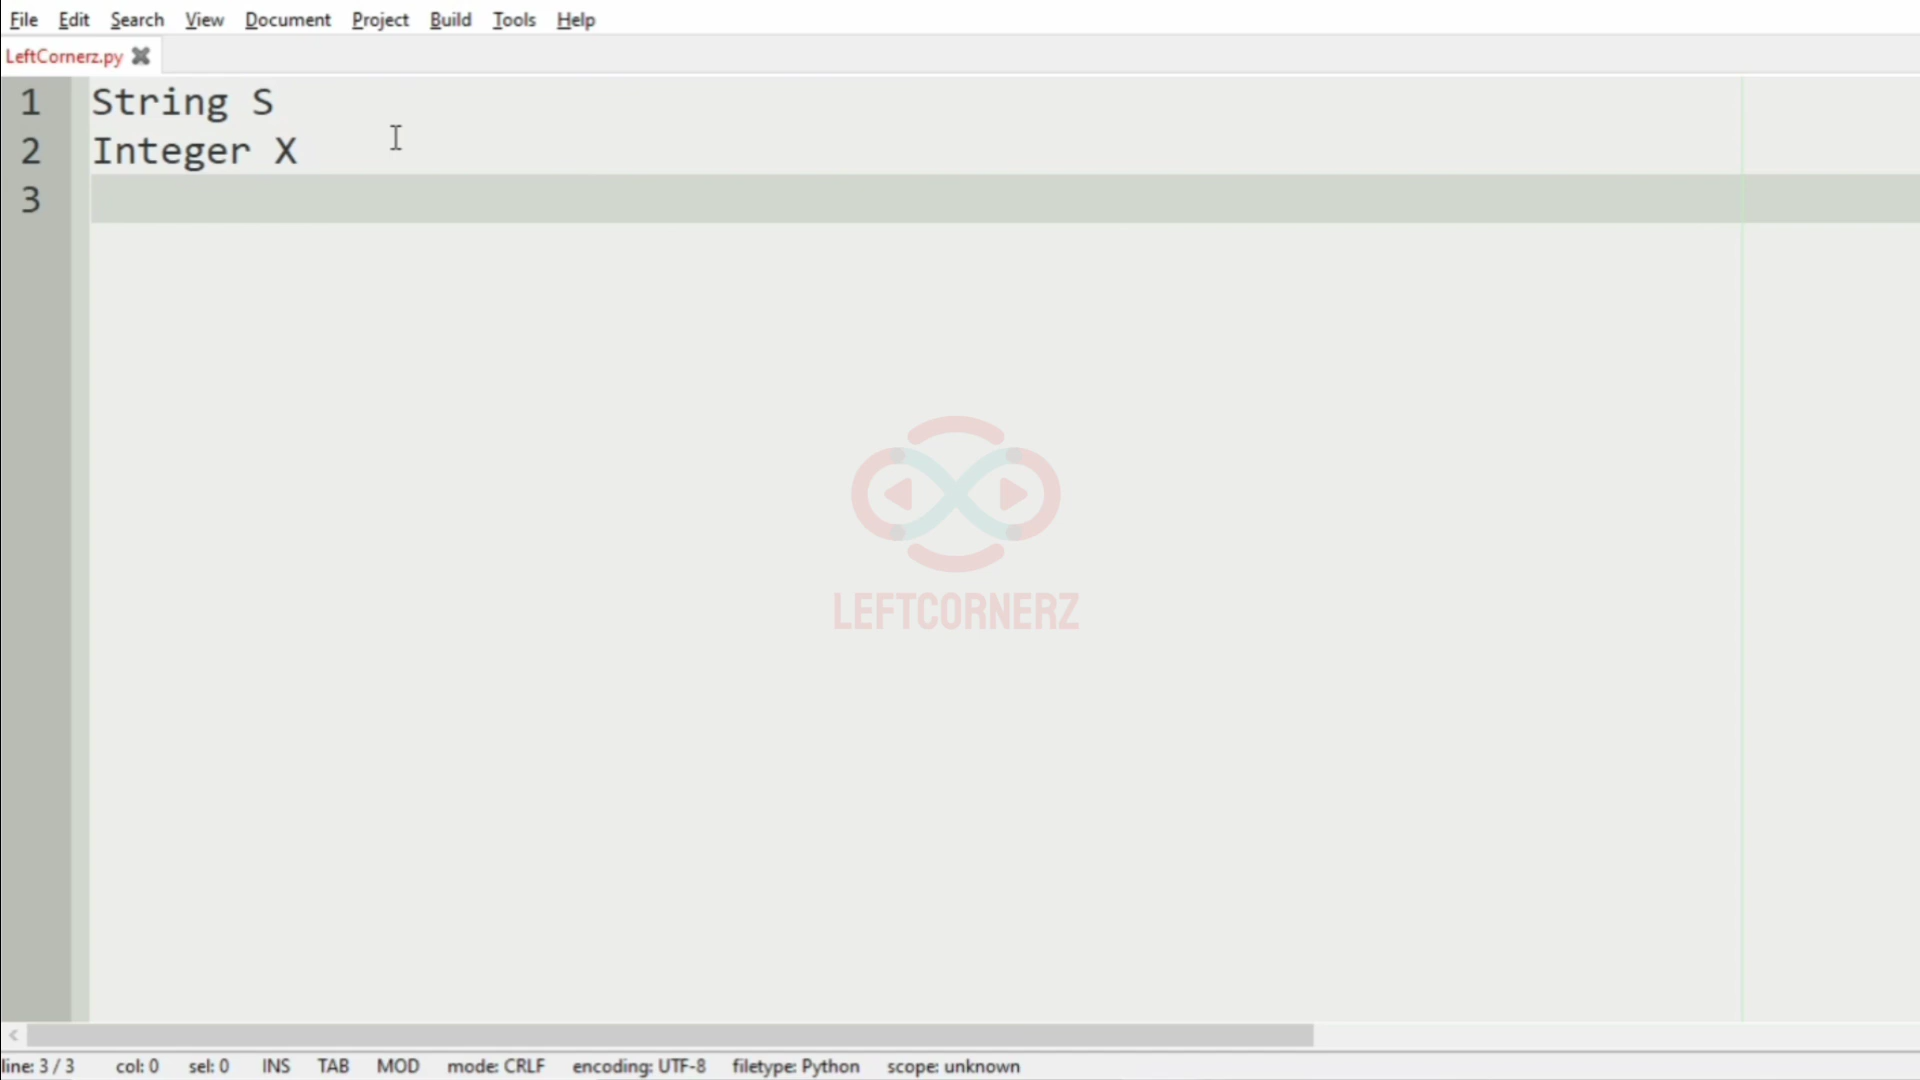 File Edit Search View Document Project Build Tools Help
LeftCornerz.py
1 String S
2 Integer X
3
LEFTCORNERZ
line: 3 / 3 col: 0 sel: 0 INS TAB MOD mode: CRLF encoding: UTF-8 filetype: Python scope: unknown